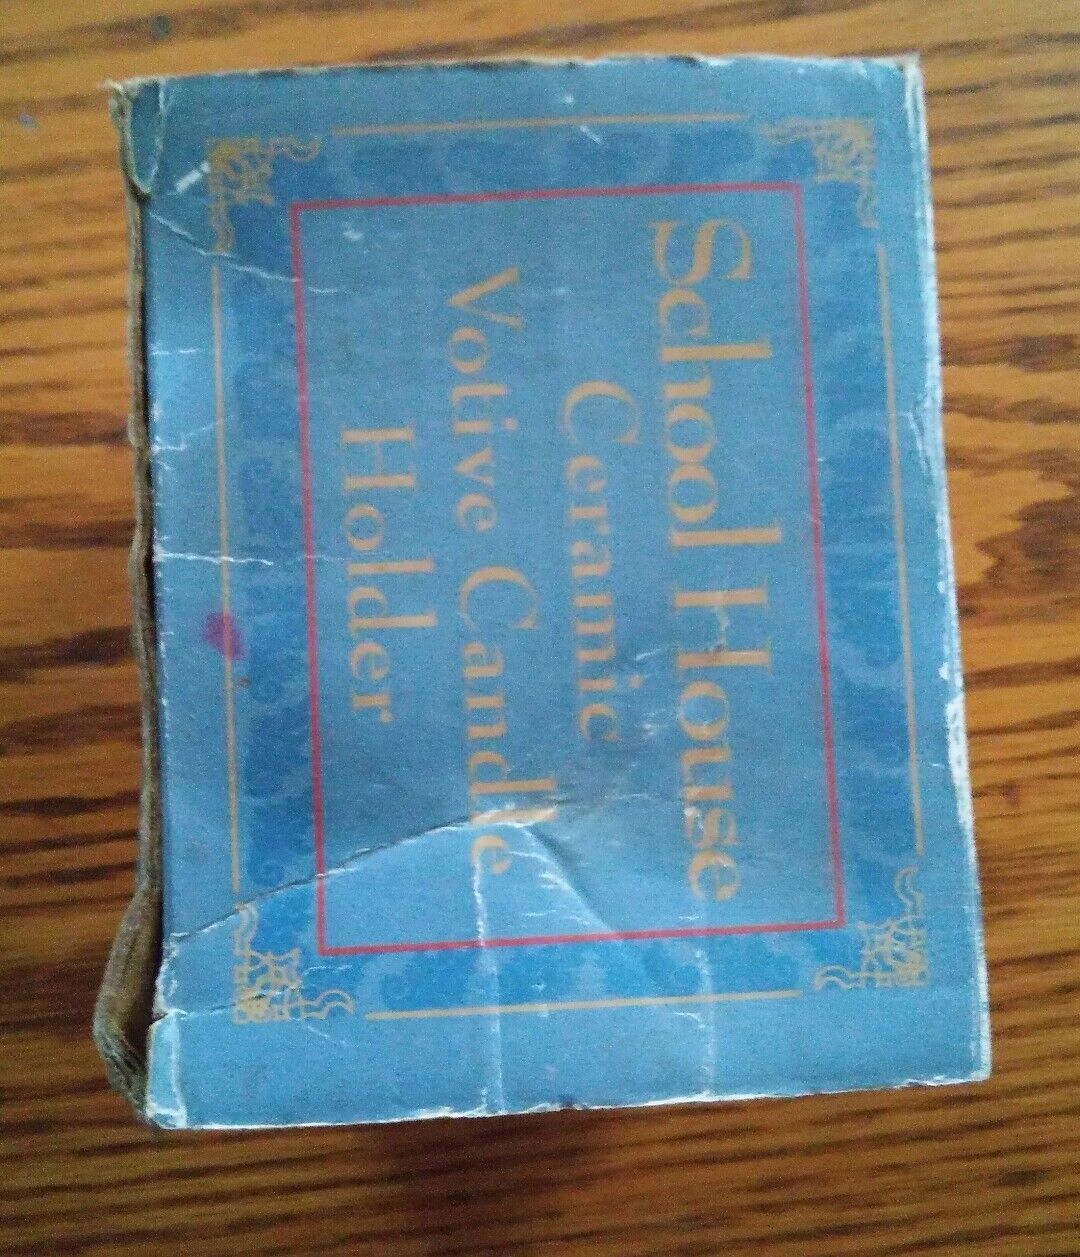 School House
Ceramic
Votive Candle
Holder